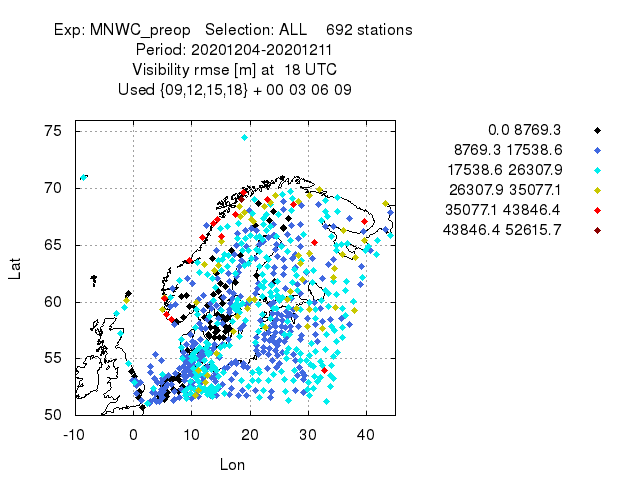 Exp: MNWC_preop   Selection: ALL    692 stations
Period: 20201204-20201211
Visibility rmse [m] at  18 UTC
Used {09,12,15,18} + 00 03 06 09
0.0 8769.3
8769.3 17538.6
17538.6 26307.9
26307.9 35077.1
35077.1 43846.4
43846.4 52615.7
75
70
65
60
55
50
Lat
-10 0 10 20 30 40
Lon